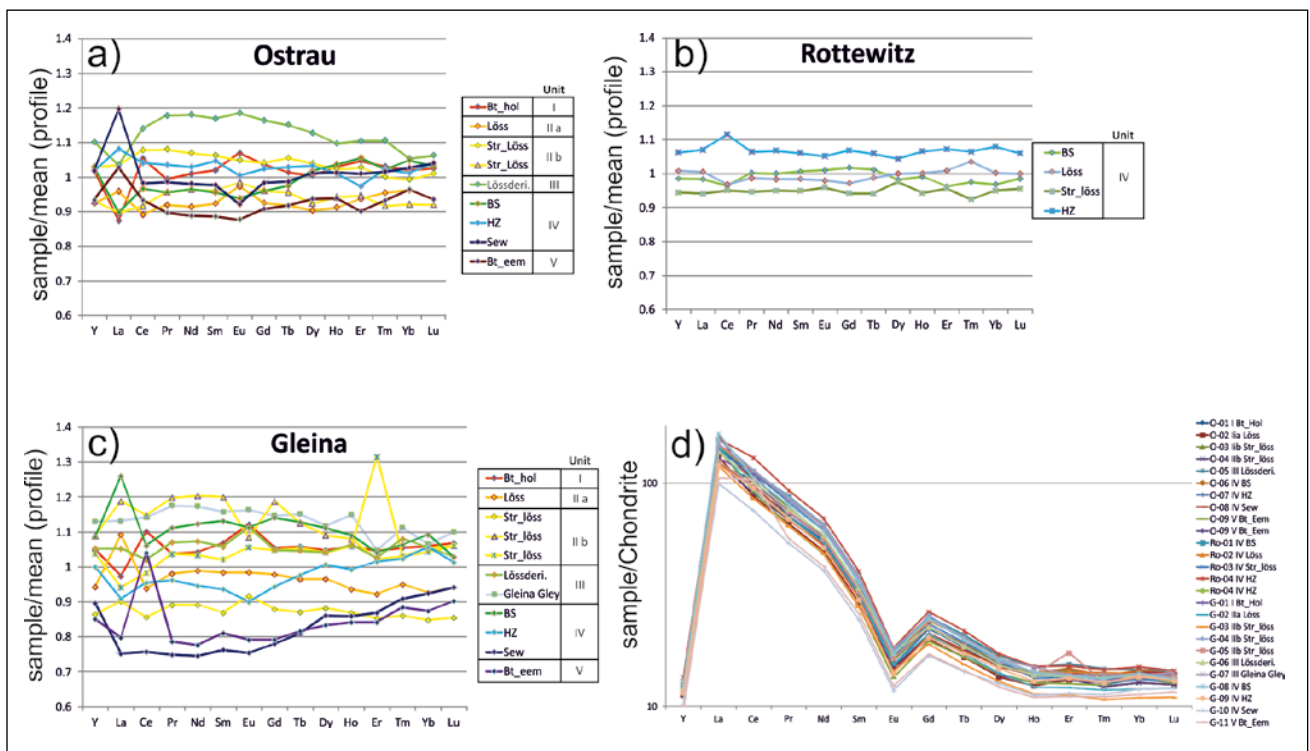 a) Ostrau
sample/mean (profile)
1.4
1.3
1.2
1.1
1
0.9
0.8
0.7
0.6
Y La Ce Pr Nd Sm Eu Gd Tb Dy Ho Er Tm Yb Lu
Unit
Bt_hol I
Löss II a
Str_Löss
II b
Str_Löss
Lössderi. III
BS
HZ IV
Sew
Bt_eem V
b) Rottewitz
sample/mean (profile)
1.4
1.3
1.2
1.1
1
0.9
0.8
0.7
0.6
Y La Ce Pr Nd Sm Eu Gd Tb Dy Ho Er Tm Yb Lu
Unit
BS
Löss
IV
Str_löss
HZ
c) Gleina
sample/mean (profile)
1.4
1.3
1.2
1.1
1
0.9
0.8
0.7
0.6
Y La Ce Pr Nd Sm Eu Gd Tb Dy Ho Er Tm Yb Lu
Unit
Bt_hol I
Löss II a
Str_löss
Str_löss II b
Str_löss
Lössderi.
III
Gleina Gley
BS
HZ IV
Sew
Bt_eem V
d)
sample/Chondrite
100
10
Y La Ce Pr Nd Sm Eu Gd Tb Dy Ho Er Tm Yb Lu
O-01 I Bt_Hol
O-02 IIa Löss
O-03 IIb Str_löss
O-04 IIb Str_löss
O-05 III Lössderi.
O-06 IV BS
O-07 IV HZ
O-08 IV Sew
O-09 V Bt_Eem
O-09 V Bt_Eem
Ro-01 IV BS
Ro-02 IV Löss
Ro-03 IV Str_löss
Ro-04 IV HZ
Ro-04 IV HZ
G-01 I Bt_Hol
G-02 IIa Löss
G-03 IIb Str_löss
G-04 IIb Str_löss
G-05 IIb Str_löss
G-06 III Lössderi.
G-07 III Gleina Gley
G-08 IV BS
G-09 IV HZ
G-10 IV Sew
G-11 V Bt_Eem